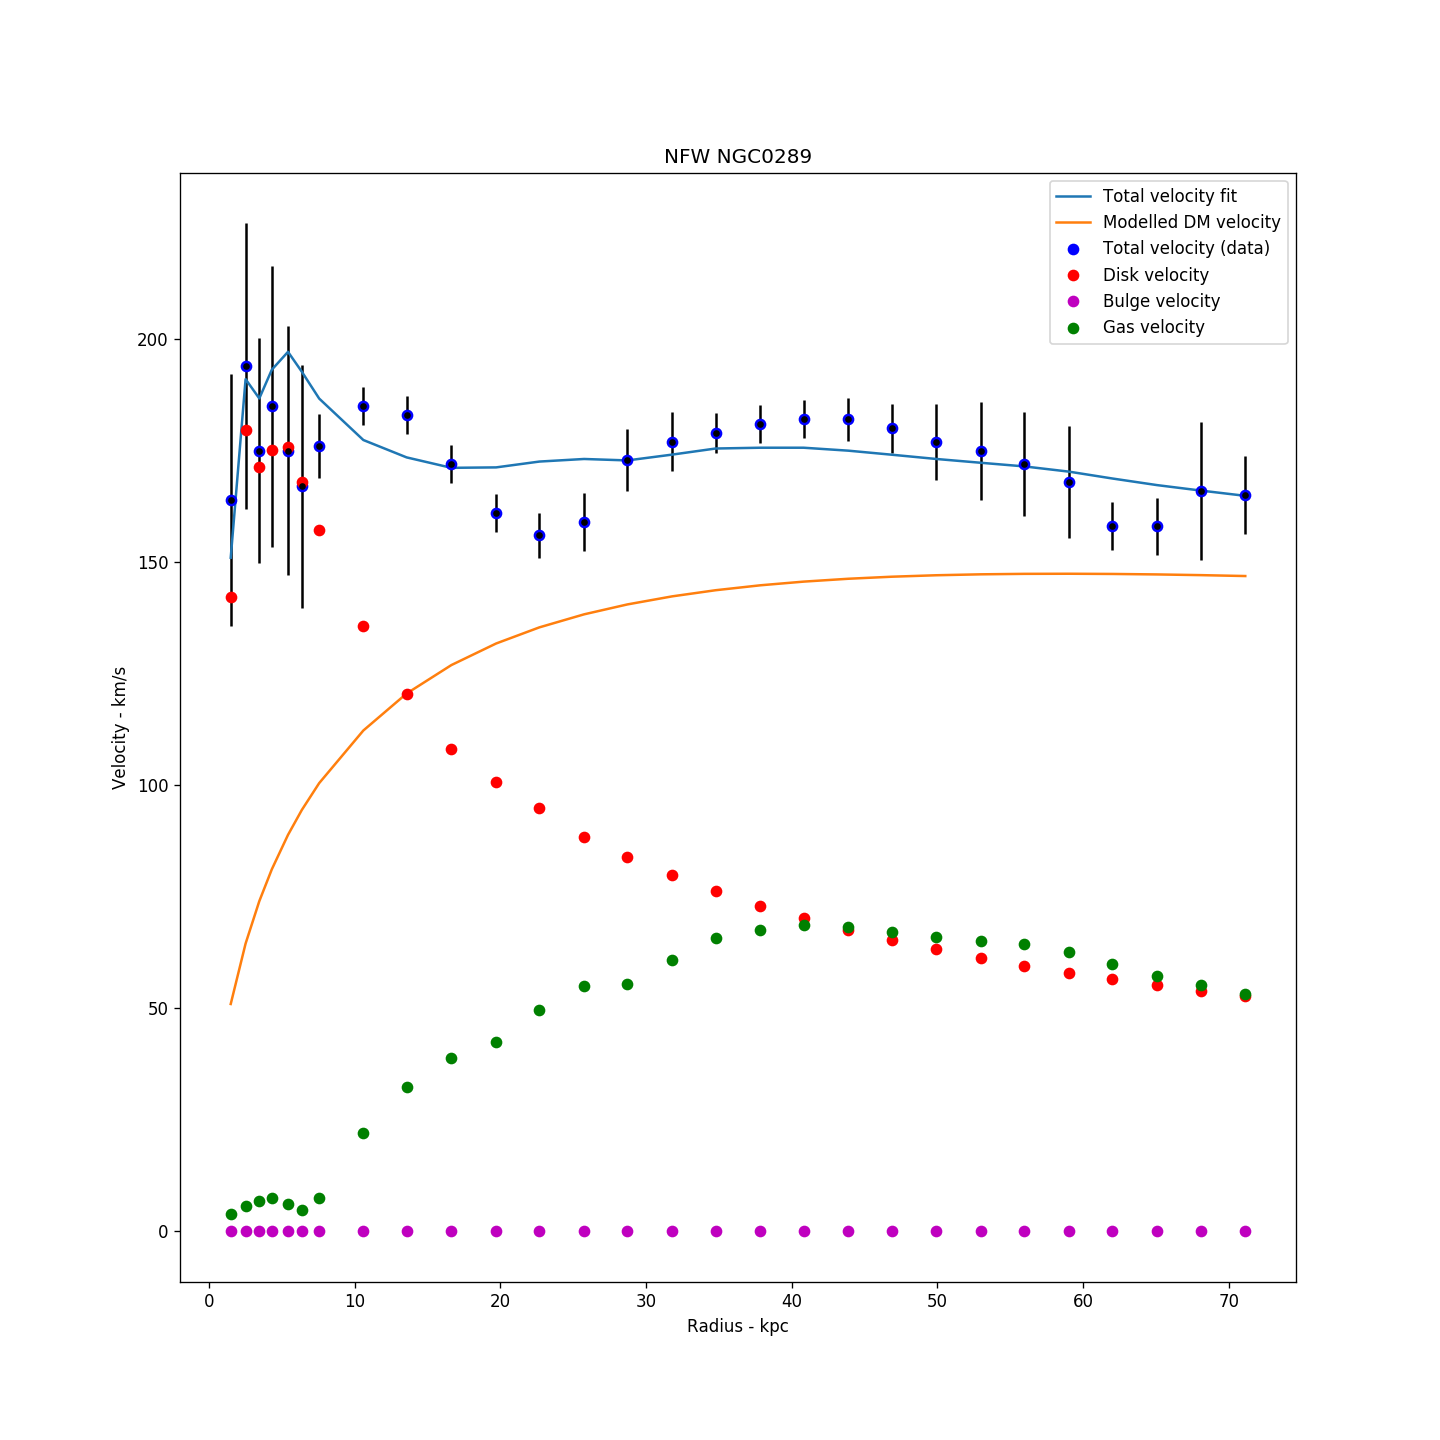 NFW NGC0289
Total velocity fit
Modelled DM velocity
Total velocity (data)
Disk velocity
Bulge velocity
Gas velocity
200
150
100
50
0
Velocity - km/s
0 10 20 30 40 50 60 70
Radius - kpc